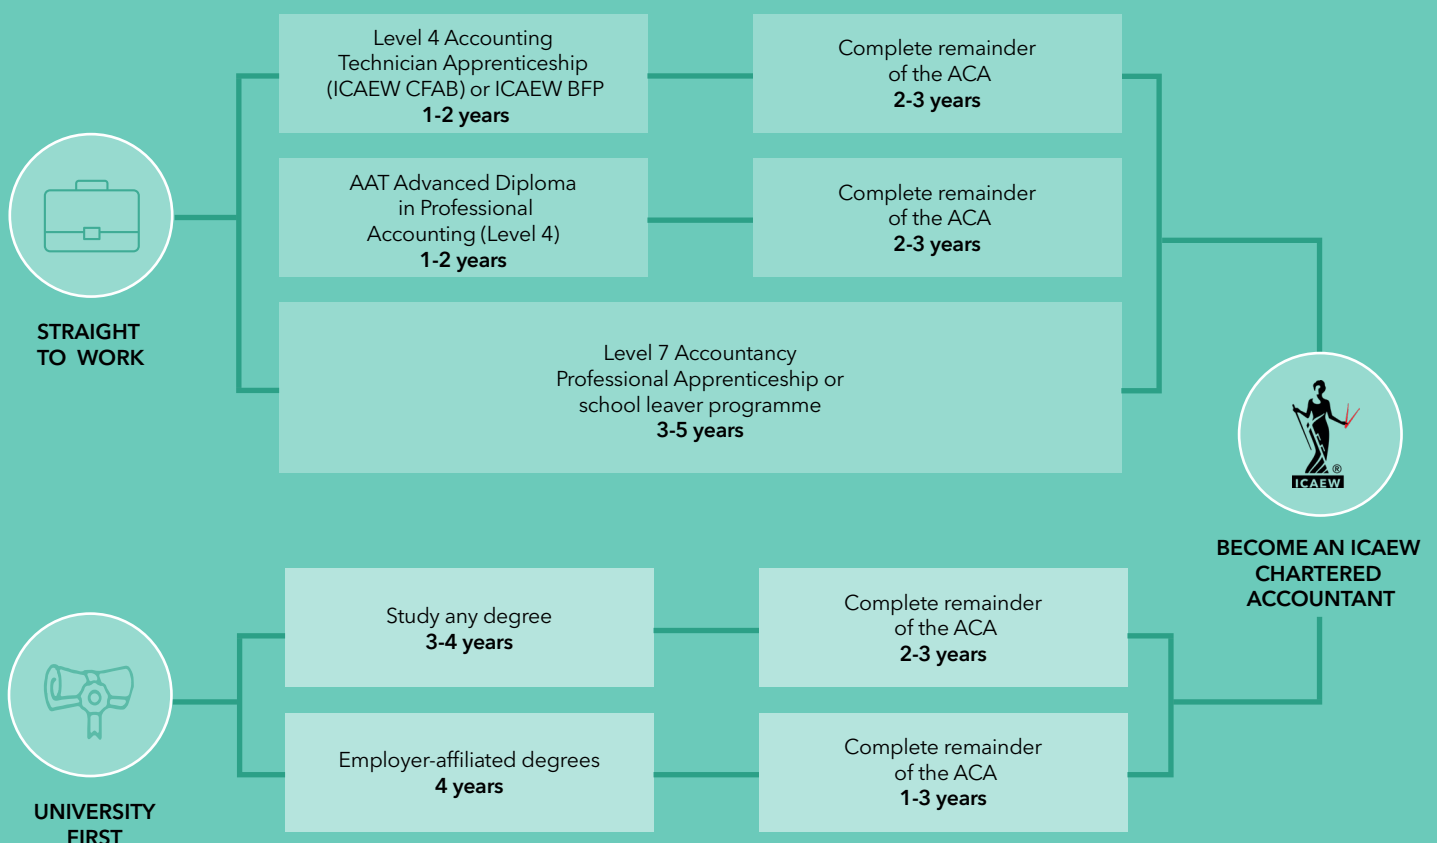 Level 4 Accounting
Technician Apprenticeship
(ICAEW CFAB) or ICAEW BFP
1-2 years
Complete remainder
of the ACA
2-3 years
AAT Advanced Diploma
in Professional
Accounting (Level 4)
1-2 years
Complete remainder
of the ACA
2-3 years
STRAIGHT
TO WORK
Level 7 Accountancy
Professional Apprenticeship or
school leaver programme
3-5 years
®
ICAEW
BECOME AN ICAEW
CHARTERED
ACCOUNTANT
Study any degree
3-4 years
Complete remainder
of the ACA
2-3 years
Employer-affiliated degrees
4 years
Complete remainder
of the ACA
1-3 years
UNIVERSITY
FIRST